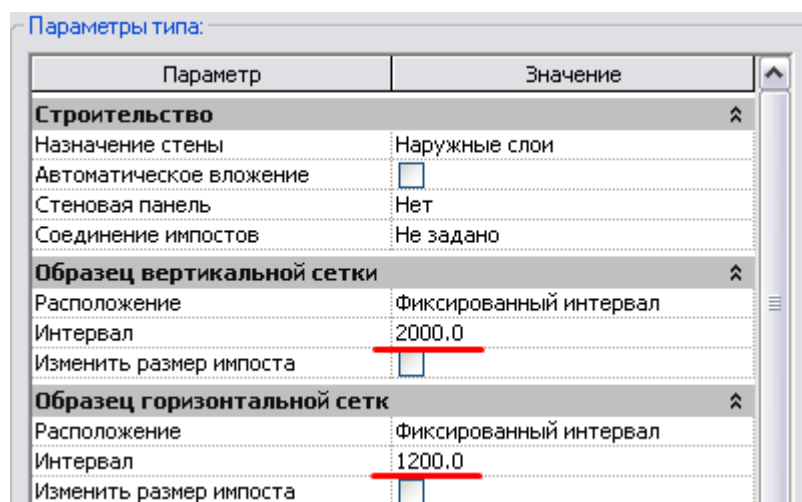 Параметры типа:
Параметр Значение
Строительство
Назначение стены Наружные слои
Автоматическое вложение
Стеновая панель Нет
Соединение импостов Не задано
Образец вертикальной сетки
Расположение Фиксированный интервал
Интервал 2000.0
Изменить размер импоста
Образец горизонтальной сетк
Расположение Фиксированный интервал
Интервал 1200.0
Изменить размер импоста